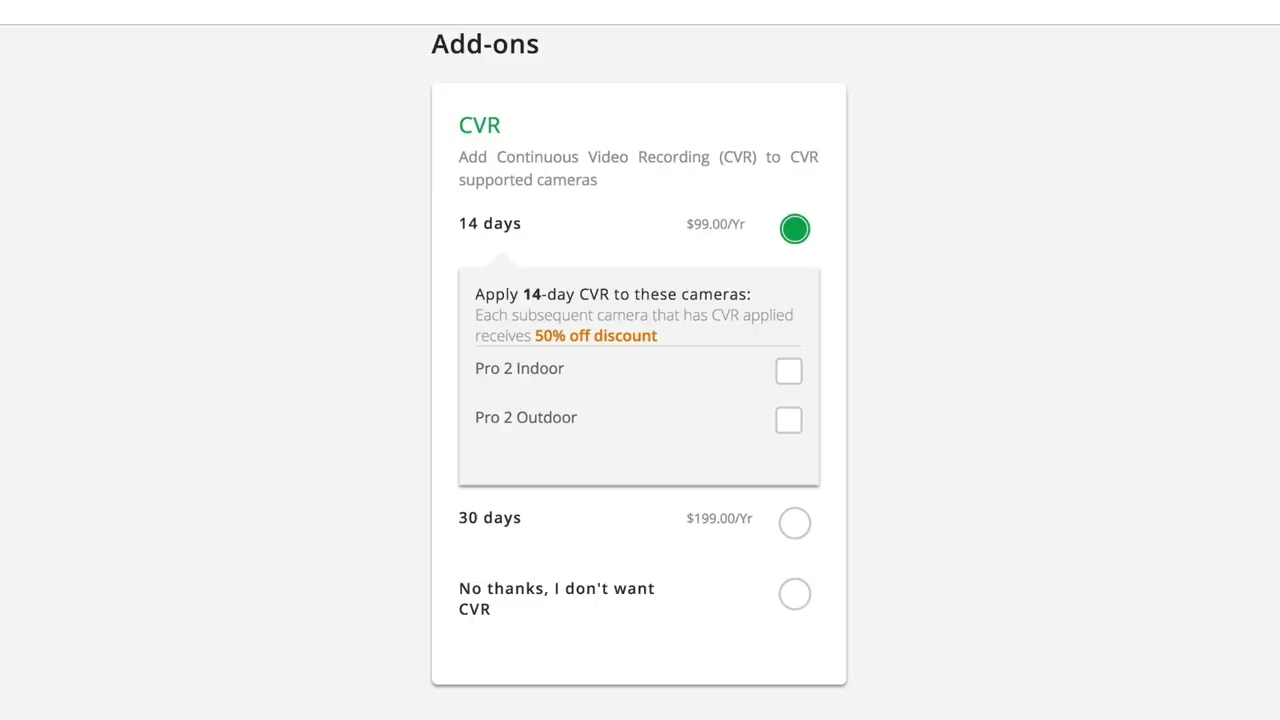 Add-ons
CVR
Add Continuous Video Recording (CVR) to CVR
supported cameras
14 days $99.00/Yr
Apply 14-day CVR to these cameras:
Each subsequent camera that has CVR applied
receives 50% off discount
Pro 2 Indoor
Pro 2 Outdoor
30 days $199.00/Yr
No thanks, I don't want
CVR